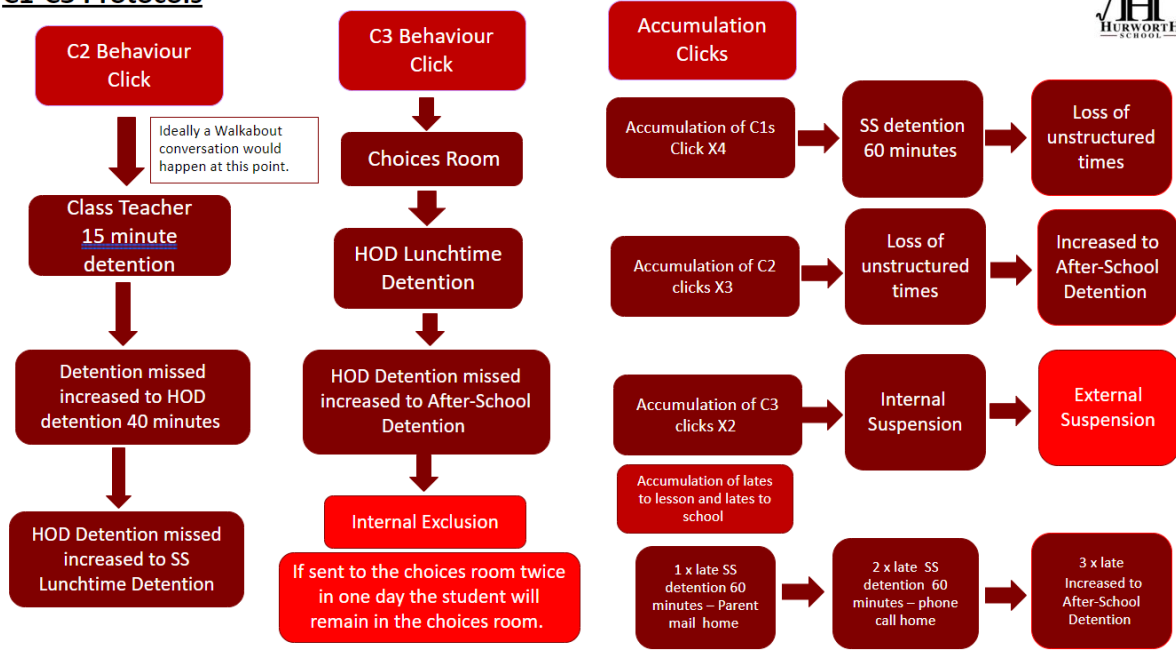 C1-C3 Protocols
HURWORTH
SCHOOL
C2 Behaviour
Click
Ideally a Walkabout
conversation would
happen at this point.
Class Teacher
15 minute
detention
Detention missed
increased to HOD
detention 40 minutes
HOD Detention missed
increased to SS
Lunchtime Detention
C3 Behaviour
Click
Choices Room
HOD Lunchtime
Detention
HOD Detention missed
increased to After-School
Detention
Internal Exclusion
If sent to the choices room twice
in one day the student will
remain in the choices room.
Accumulation
Clicks
Accumulation of C1s
Click X4
SS detention
60 minutes
Loss of
unstructured
times
Accumulation of C2
clicks X3
Loss of
unstructured
times
Increased to
After-School
Detention
Accumulation of C3
clicks X2
Internal
Suspension
External
Suspension
Accumulation of lates
to lesson and lates to
school
1 x late SS
detention 60
minutes – Parent
mail  home
2 x late  SS
detention  60
minutes – phone
call home
3 x late
Increased to
After-School
Detention